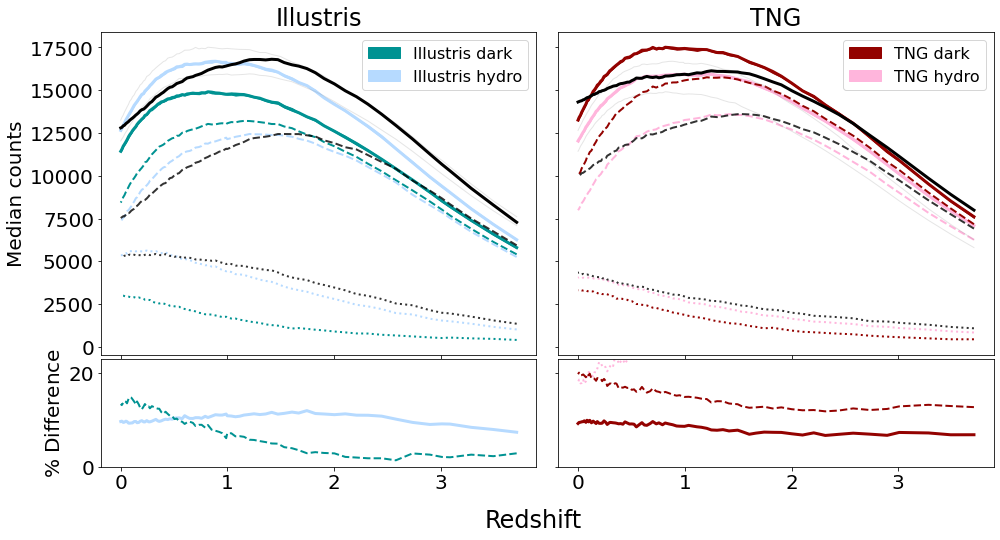 Illustris
TNG
Median counts
17500
15000
12500
10000
7500
5000
2500
0
Illustris dark
Illustris hydro
TNG dark
TNG hydro
% Difference
20
0
0 1 2 3
0 1 2 3
Redshift